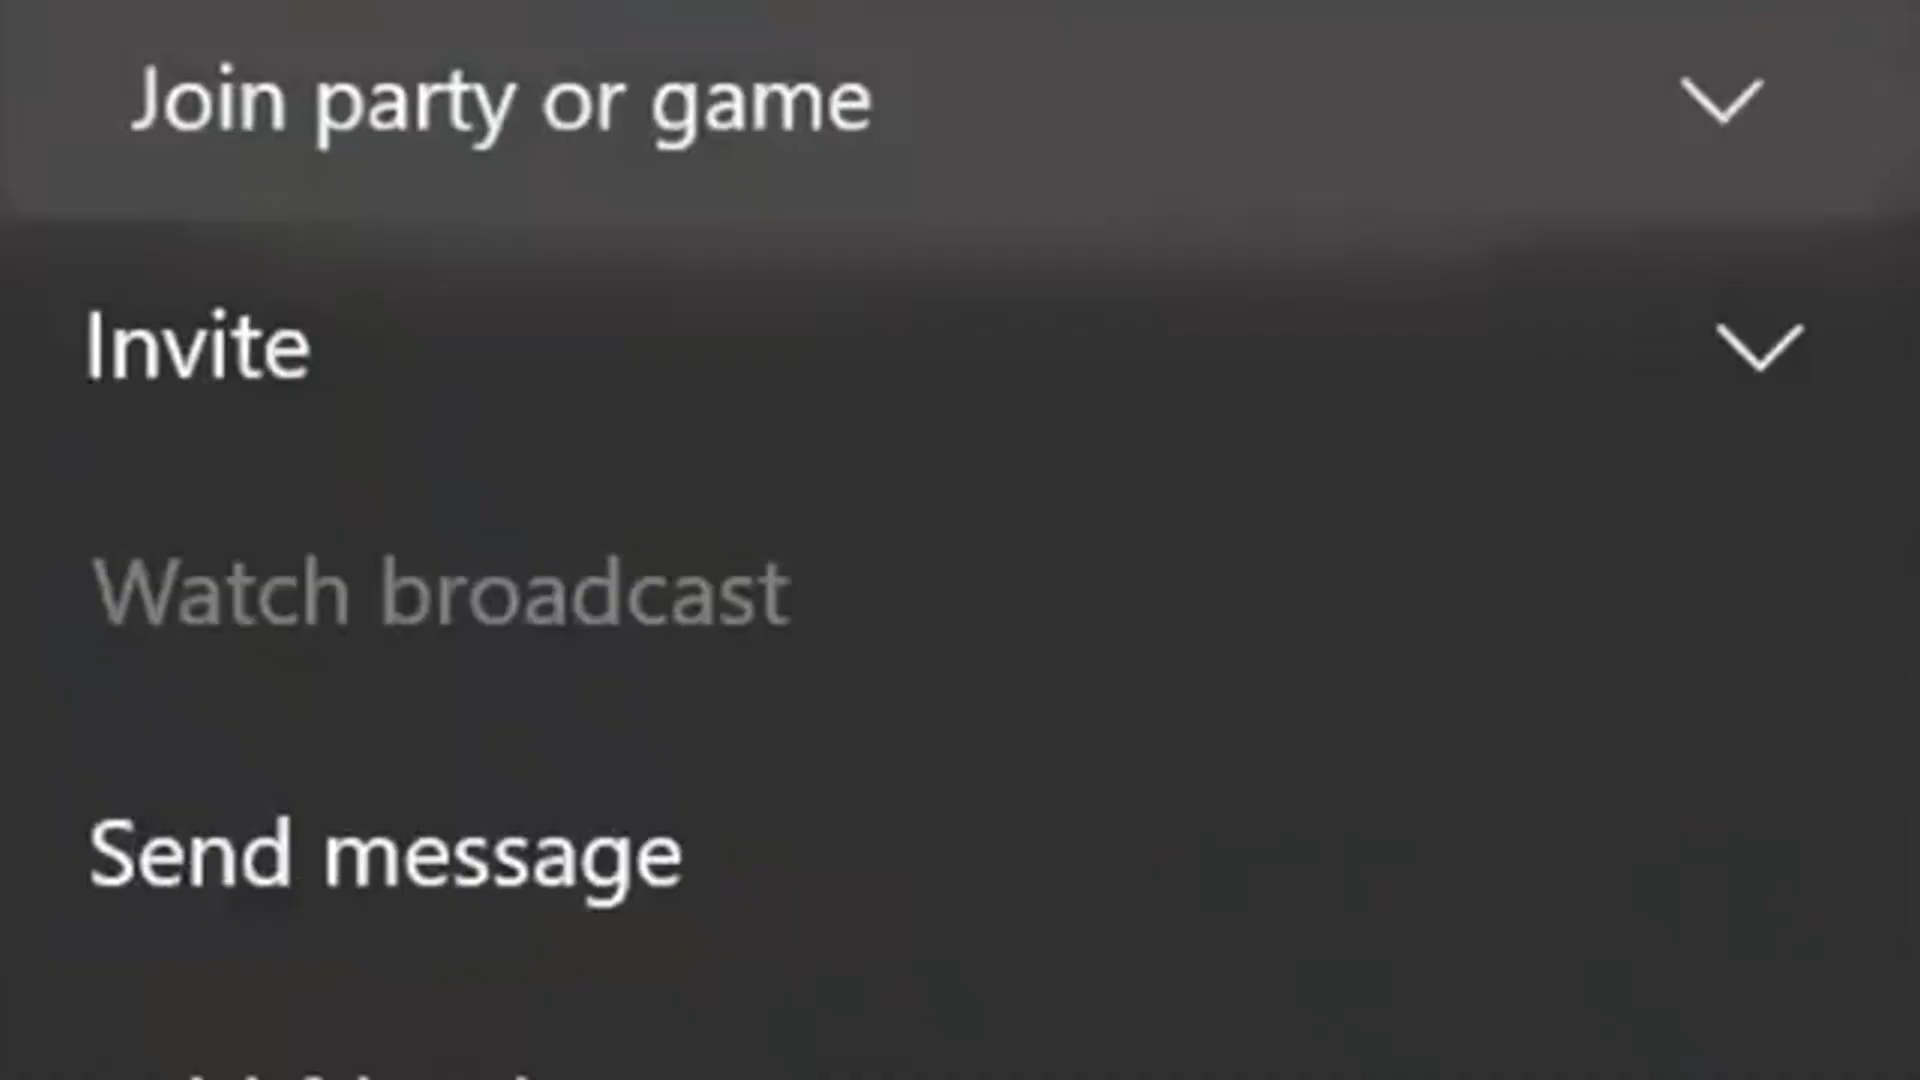 Join party or game
Invite
Watch broadcast
Send message